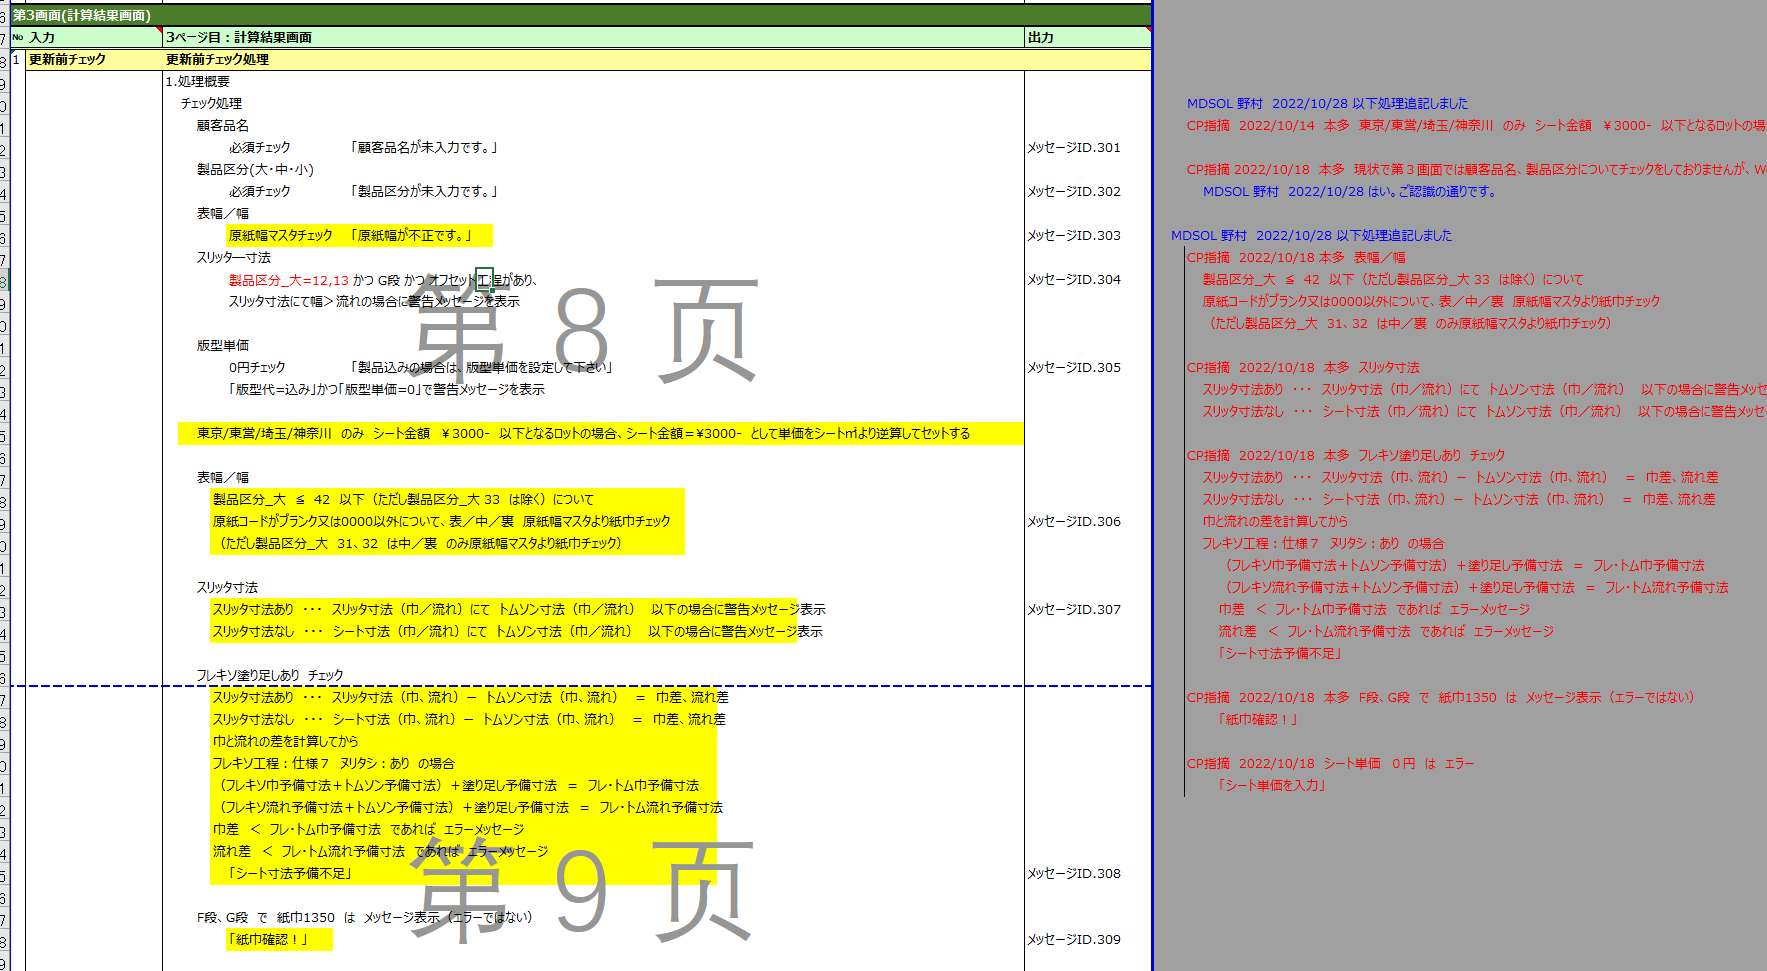 第3画面(計算結果画面)
No 入力 3ページ目：計算結果画面 出力
1 更新前チェック 更新前チェック処理
1.処理概要
チェック処理
顧客品名
必須チェック 「顧客品名が未入力です。」 メッセージID.301
製品区分(大・中・小)
必須チェック 「製品区分が未入力です。」 メッセージID.302
表幅／幅
原紙幅マスタチェック 「原紙幅が不正です。」 メッセージID.303
スリッター寸法
製品区分_大=12,13 かつ G段 かつ オフセット工程があり、 メッセージID.304
スリッタ寸法にて幅＞流れの場合に警告メッセージを表示
第 8 页
版型単価
0円チェック 「製品込みの場合は、版型単価を設定して下さい」 メッセージID.305
「版型代=込み」かつ「版型単価=0」で警告メッセージを表示
東京/東営/埼玉/神奈川 のみ シート金額 ￥3000- 以下となるロットの場合、シート金額＝¥3000- として単価をシート㎡より逆算してセットする
表幅／幅
製品区分_大 ≦ 42 以下（ただし製品区分_大 33 は除く）について
原紙コードがブランク又は0000以外について、表／中／裏 原紙幅マスタより紙巾チェック メッセージID.306
（ただし製品区分_大 31、32 は中／裏 のみ原紙幅マスタより紙巾チェック）
スリッタ寸法
スリッタ寸法あり ・・・ スリッタ寸法（巾／流れ）にて トムソン寸法（巾／流れ） 以下の場合に警告メッセージ表示 メッセージID.307
スリッタ寸法なし ・・・ シート寸法（巾／流れ）にて トムソン寸法（巾／流れ） 以下の場合に警告メッセージ表示
フレキソ塗り足しあり チェック
スリッタ寸法あり ・・・ スリッタ寸法（巾、流れ）－ トムソン寸法（巾、流れ） ＝ 巾差、流れ差
スリッタ寸法なし ・・・ シート寸法（巾、流れ）－ トムソン寸法（巾、流れ） ＝ 巾差、流れ差
巾と流れの差を計算してから
フレキソ工程：仕様７ ヌリタシ：あり の場合
（フレキソ巾予備寸法＋トムソン予備寸法）＋塗り足し予備寸法 ＝ フレ・トム巾予備寸法
（フレキソ流れ予備寸法＋トムソン予備寸法）＋塗り足し予備寸法 ＝ フレ・トム流れ予備寸法
巾差 ＜ フレ・トム巾予備寸法 であれば エラーメッセージ
流れ差 ＜ フレ・トム流れ予備寸法 であれば エラーメッセージ
「シート寸法予備不足」 メッセージID.308
第 9 页
F段、G段 で 紙巾1350 は メッセージ表示（エラーではない）
「紙巾確認！」 メッセージID.309
MDSOL 野村 2022/10/28 以下処理追記しました
CP指摘 2022/10/14 本多 東京/東営/埼玉/神奈川 のみ シート金額 ￥3000- 以下となるロットの場
CP指摘 2022/10/18 本多 現状で第３画面では顧客品名、製品区分についてチェックをしておりませんが、W
MDSOL 野村 2022/10/28 はい。ご認識の通りです。
MDSOL 野村 2022/10/28 以下処理追記しました
CP指摘 2022/10/18 本多 表幅／幅
製品区分_大 ≦ 42 以下（ただし製品区分_大 33 は除く）について
原紙コードがブランク又は0000以外について、表／中／裏 原紙幅マスタより紙巾チェック
（ただし製品区分_大 31、32 は中／裏 のみ原紙幅マスタより紙巾チェック）
CP指摘 2022/10/18 本多 スリッタ寸法
スリッタ寸法あり ・・・ スリッタ寸法（巾／流れ）にて トムソン寸法（巾／流れ） 以下の場合に警告メッセ
スリッタ寸法なし ・・・ シート寸法（巾／流れ）にて トムソン寸法（巾／流れ） 以下の場合に警告メッセ
CP指摘 2022/10/18 本多 フレキソ塗り足しあり チェック
スリッタ寸法あり ・・・ スリッタ寸法（巾、流れ）－ トムソン寸法（巾、流れ） ＝ 巾差、流れ差
スリッタ寸法なし ・・・ シート寸法（巾、流れ）－ トムソン寸法（巾、流れ） ＝ 巾差、流れ差
巾と流れの差を計算してから
フレキソ工程：仕様７ ヌリタシ：あり の場合
（フレキソ巾予備寸法＋トムソン予備寸法）＋塗り足し予備寸法 ＝ フレ・トム巾予備寸法
（フレキソ流れ予備寸法＋トムソン予備寸法）＋塗り足し予備寸法 ＝ フレ・トム流れ予備寸法
巾差 ＜ フレ・トム巾予備寸法 であれば エラーメッセージ
流れ差 ＜ フレ・トム流れ予備寸法 であれば エラーメッセージ
「シート寸法予備不足」
CP指摘 2022/10/18 本多 F段、G段 で 紙巾1350 は メッセージ表示（エラーではない）
「紙巾確認！」
CP指摘 2022/10/18 シート単価 ０円 は エラー
「シート単価を入力」